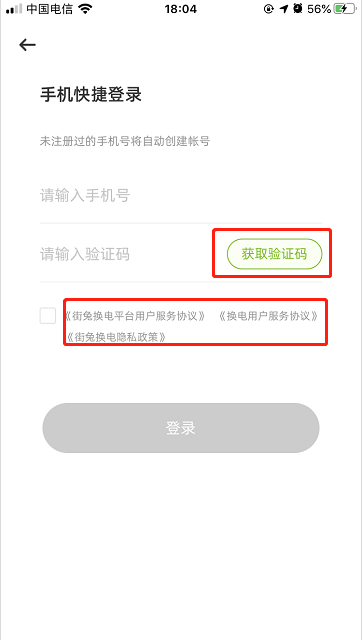 中国电信 18:04 56%
手机快捷登录
未注册过的手机号将自动创建帐号
请输入手机号
请输入验证码 获取验证码
《街兔换电平台用户服务协议》 《换电用户服务协议》
《街兔换电隐私政策》
登录